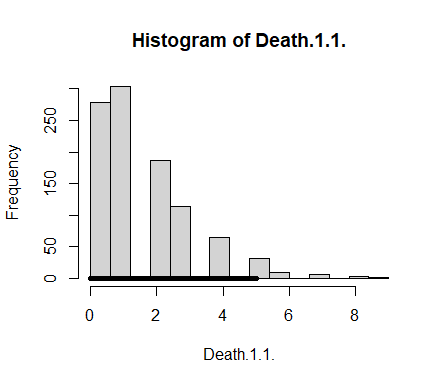 Histogram of Death.1.1.
Frequency
250
150
50
0
0 2 4 6 8
Death.1.1.